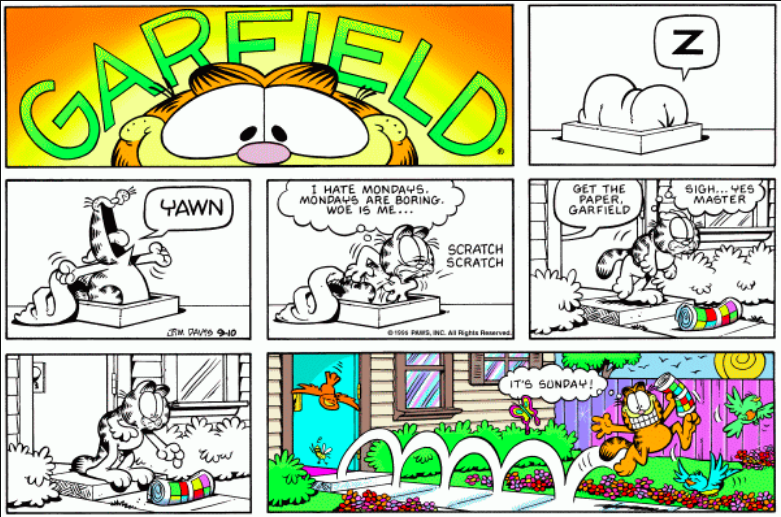 GARFIELD
®
Z
YAWN
JIM DAVIS 9-10
I HATE MONDAYS.
MONDAYS ARE BORING.
WOE IS ME...
SCRATCH
SCRATCH
© 1995 PAWS, INC. All Rights Reserved.
GET THE
PAPER,
GARFIELD
SIGH... YES
MASTER
IT'S SUNDAY!